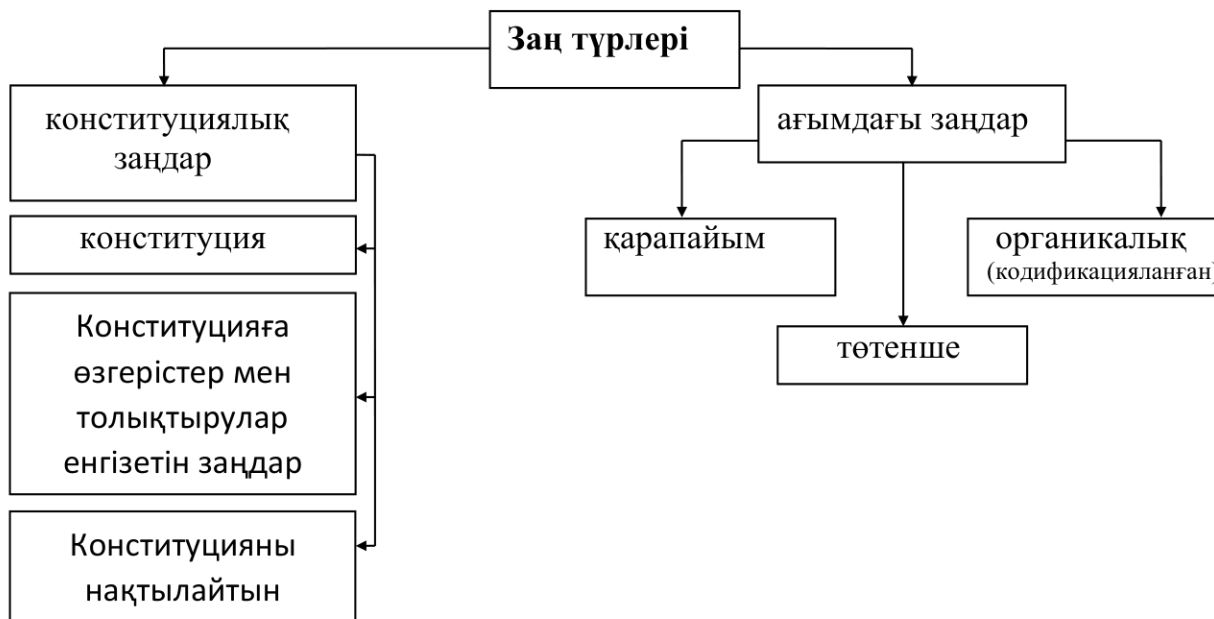 Заң түрлері
конституциялық
заңдар
ағымдағы заңдар
конституция
қарапайым
органикалық
(кодификацияланған)
Конституцияға
өзгерістер мен
толықтырулар
енгізетін заңдар
төтенше
Конституцияны
нақтылайтын